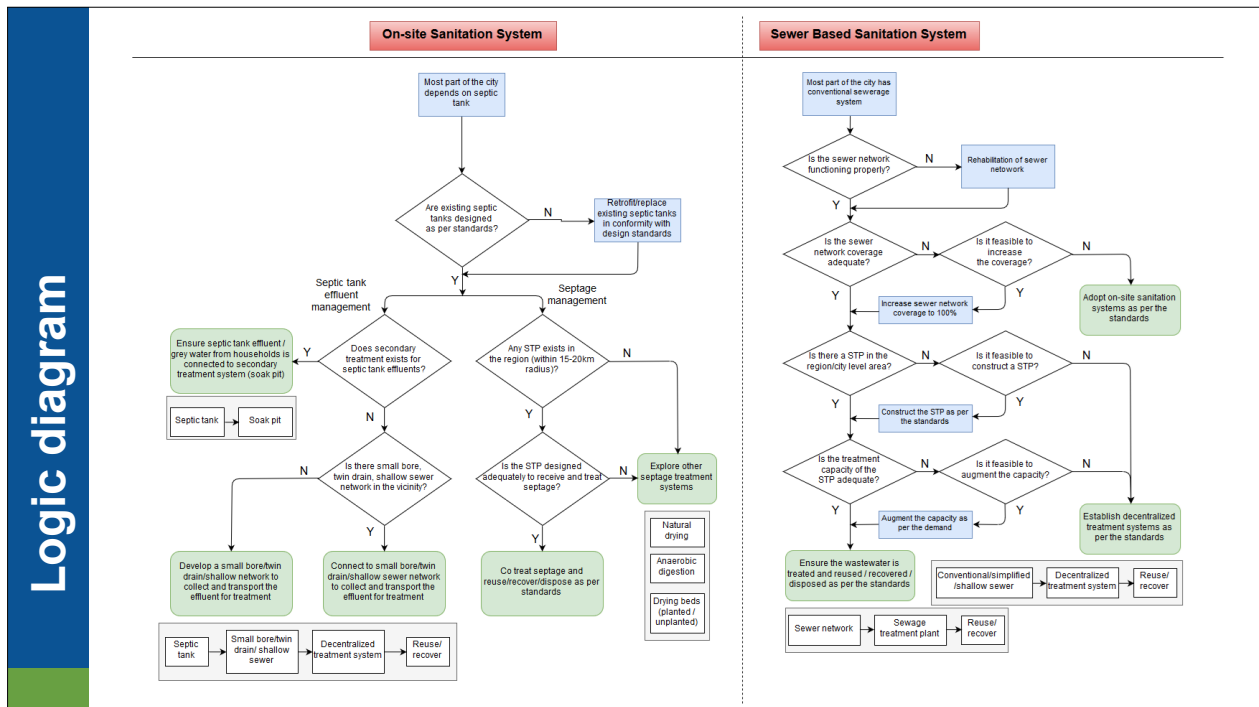 Logic diagram
On-site Sanitation System
Most part of the city
depends on septic
tank
Are existing septic
tanks designed
as per standards?
N
Retrofit/replace
existing septic tanks
in conformity with
design standards
Y
Septic tank
effluent
management
Septage
management
Ensure septic tank effluent /
grey water from households is
connected to secondary
treatment system (soak pit)
Y
Does secondary
treatment exists for
septic tank effluents?
Any STP exists in
the region (within 15-20km
radius)?
N
Septic tank
Soak pit
N
Y
N
Is there small bore,
twin drain, shallow sewer
network in the vicinity?
Is the STP designed
adequately to receive and treat
septage?
N
Explore other
septage treatment
systems
Y
Y
Natural
drying
Anaerobic
digestion
Drying beds
(planted /
unplanted)
Develop a small bore/twin
drain/shallow network to
collect and transport the
effluent for treatment
Connect to small bore/twin
drain/shallow sewer network
to collect and transport the
effluent for treatment
Co treat septage and
reuse/recover/dispose as per
standards
Septic
tank
Small bore/twin
drain/ shallow
sewer
Decentralized
treatment system
Reuse/
recover
Sewer Based Sanitation System
Most part of the city has
conventional sewerage
system
Is the sewer network
functioning properly?
N
Rehabilitation of sewer
netowork
Y
Is the sewer
network coverage
adequate?
N
Is it feasible to
increase
the coverage?
N
Y
Increase sewer network
coverage to 100%
Y
Adopt on-site sanitation
systems as per the
standards
Is there a STP in the
region/city level area?
N
Is it feasible to
construct a STP?
N
Y
Construct the STP as per
the standards
Y
Is the treatment
capacity of the
STP adequate?
N
Is it feasible to
augment the capacity?
N
Y
Augment the capacity as
per the demand
Y
Establish decentralized
treatment systems as
per the standards
Ensure the wastewater is
treated and reused / recovered /
disposed as per the standards
Conventional/simplified
/shallow sewer
Decentralized
treatment system
Reuse/
recover
Sewer network
Sewage
treatment plant
Reuse/
recover